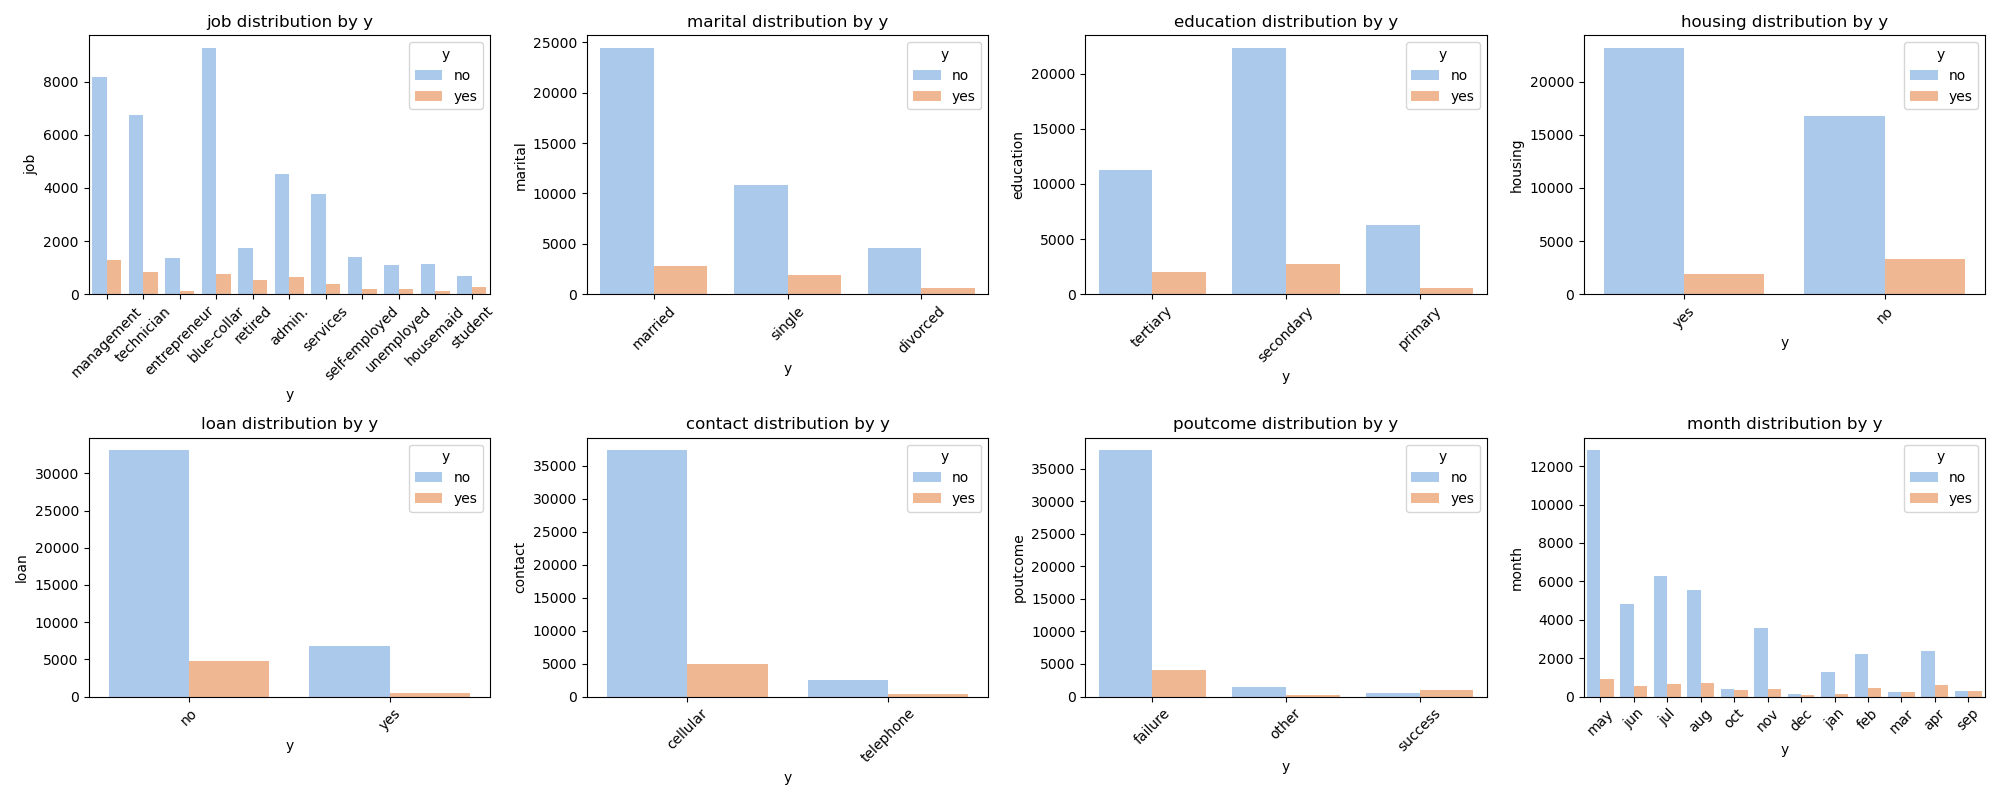 job distribution by y
8000
6000
4000
2000
0
job
y
no
yes
management
technician
entrepreneur
blue-collar
retired
admin.
services
self-employed
unemployed
housemaid
student
y
marital distribution by y
25000
20000
15000
10000
5000
0
marital
y
no
yes
married
single
divorced
y
education distribution by y
20000
15000
10000
5000
0
education
y
no
yes
tertiary
secondary
primary
y
housing distribution by y
20000
15000
10000
5000
0
housing
y
no
yes
yes
no
y
loan distribution by y
30000
25000
20000
15000
10000
5000
0
loan
y
no
yes
no
yes
y
contact distribution by y
35000
30000
25000
20000
15000
10000
5000
0
contact
y
no
yes
cellular
telephone
y
poutcome distribution by y
35000
30000
25000
20000
15000
10000
5000
0
poutcome
y
no
yes
failure
other
success
y
month distribution by y
12000
10000
8000
6000
4000
2000
0
month
y
no
yes
may
jun
jul
aug
oct
nov
dec
jan
feb
mar
apr
sep
y